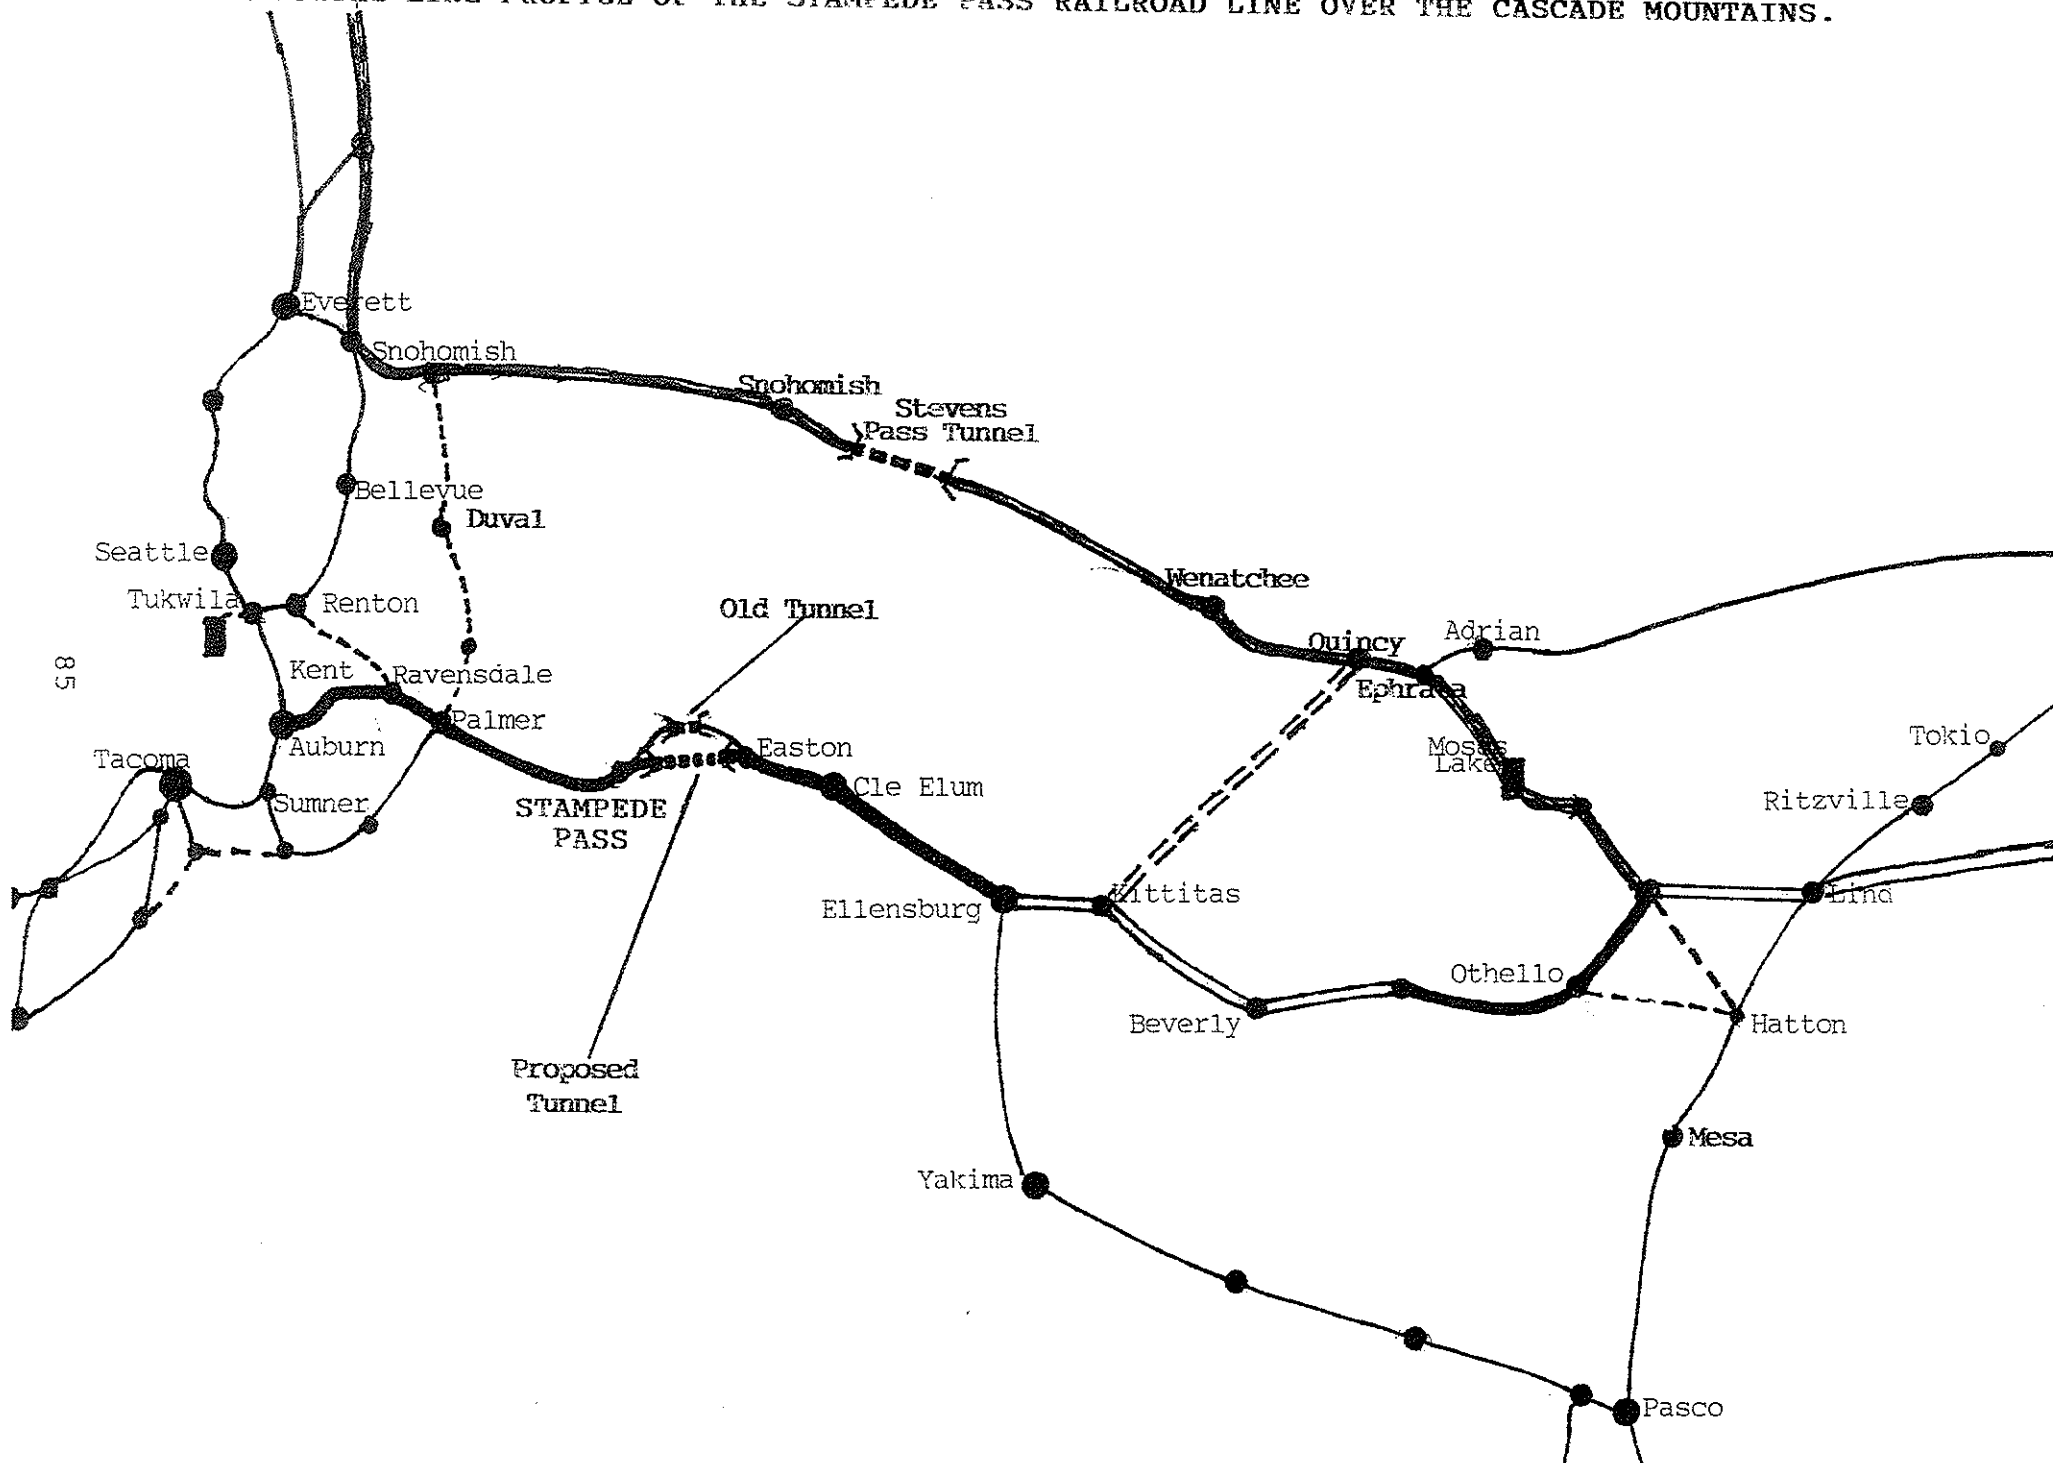 LINE PROFILE OF THE STAMPEDE PASS RAILROAD LINE OVER THE CASCADE MOUNTAINS.
Everett
Snohomish
Snohomish
Stevens
Pass Tunnel
Bellevue
Duval
Seattle
Tukwila
Renton
Wenatchee
Old Tunnel
Quincy
Adrian
Kent
Ravensdale
Ephrata
85
Palmer
Auburn
Easton
Moses
Lake
Tokio
Tacoma
Cle Elum
Sumner
STAMPEDE
PASS
Ritzville
Kittitas
Lind
Ellensburg
Othello
Beverly
Hatton
Proposed
Tunnel
Mesa
Yakima
Pasco